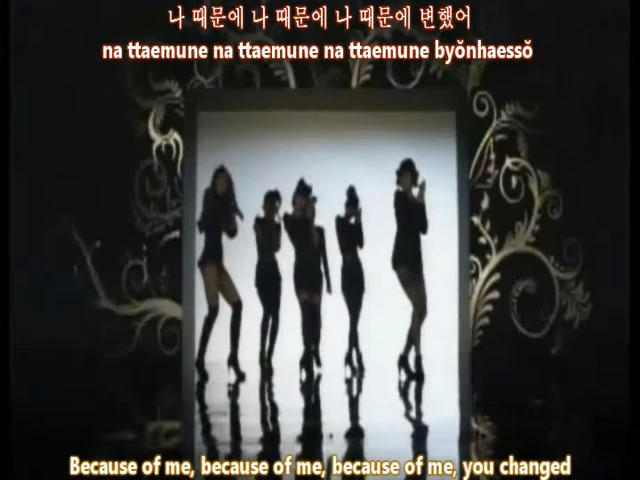 나 때문에 나 때문에 나 때문에 변했어
na ttaemune na ttaemune na ttaemune byŏnhaessŏ
Because of me, because of me, because of me, you changed